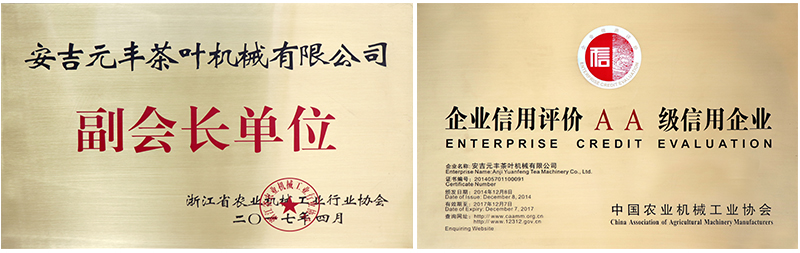 安吉元丰茶叶机械有限公司
副会长单位
浙江省农业机械工业行业协会
二〇一七年四月
信
企业信用评价 AA 级信用企业
ENTERPRISE CREDIT EVALUATION
企业名称:安吉元丰茶叶机械有限公司
Enterprise Name:Anji Yuanfeng Tea Machinery Co., Ltd.
证书编号:201405701100091
Certificate Number
颁发日期:2014年12月8日
Date of Issue: December 8, 2014
有效期至:2017年12月7日
Date of Expiry: December 7, 2017
查询网址:http://www.caamm.org.cn
http://www.12312.gov.cn
Enquiring Website
中国农业机械工业协会
China Association of Agricultural Machinery Manufacturers